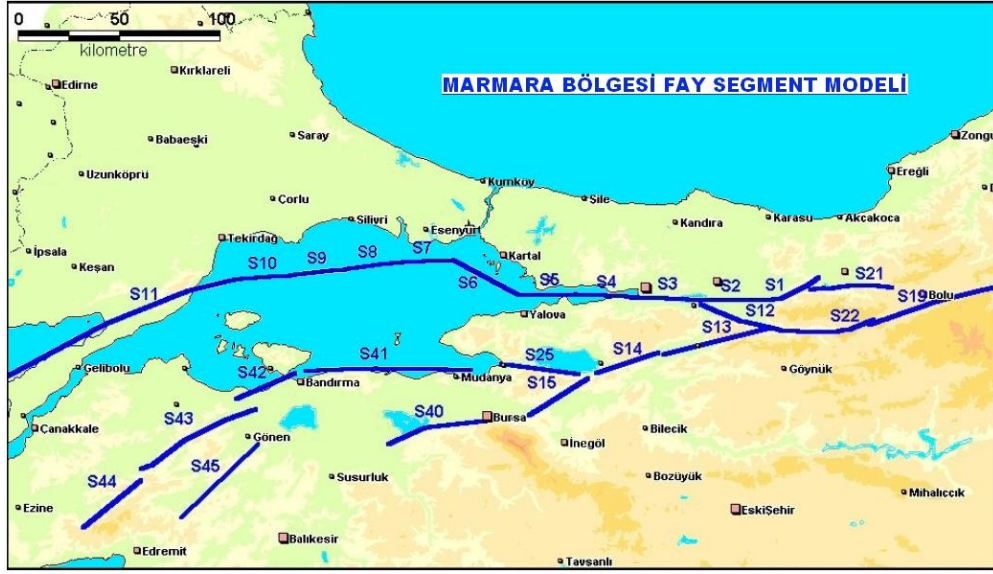 0 50 100
kilometre
MARMARA BÖLGESİ FAY SEGMENT MODELİ
Kırklareli
Edirne
Babaeski
Saray
Uzunköprü
Kumköy
Şile
Ereğli
Çorlu
Silivri
Esenyurt
Kandıra
Karasu
Akçakoca
Tekirdağ
S7
Kartal
İpsala
Keşan
S10
S9
S8
S6
S5
S4
S3
S2
S1
S21
S11
S19
Bolu
Yalova
S12
S22
S13
Gelibolu
S42
S41
S25
S14
Göynük
Bandırma
Mudanya
S15
S43
S40
Bursa
Çanakkale
Gönen
İnegöl
Bilecik
S44
S45
Susurluk
Bozüyük
Mihalıççık
Ezine
EskiŞehir
Balıkesir
Edremit
Tavşanlı